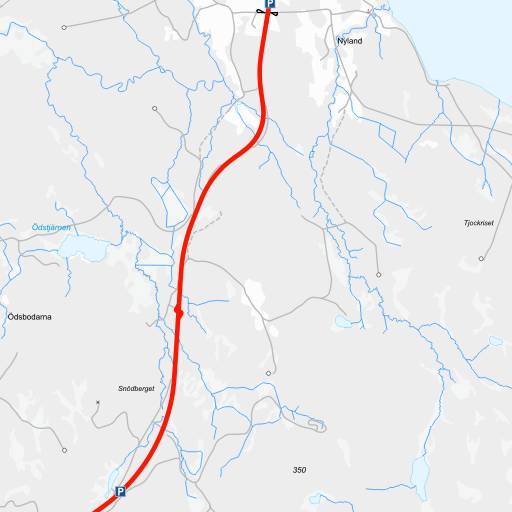 P
Nyland
Tjockriset
Ödstjärnen
Ödsbodarna
Snödberget
350
P